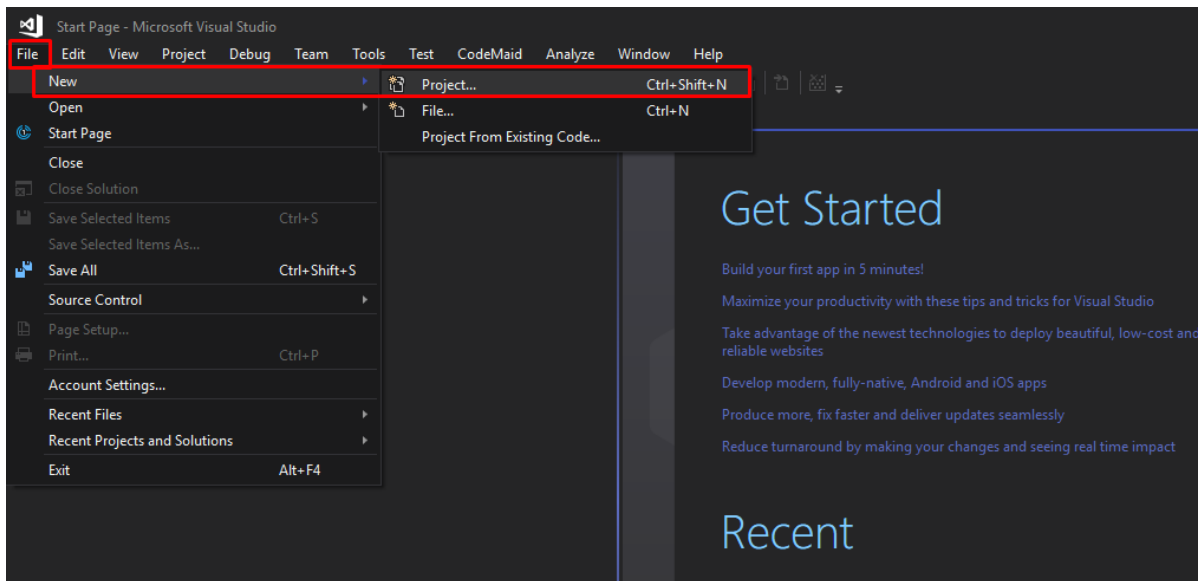 Start Page - Microsoft Visual Studio
File Edit View Project Debug Team Tools Test CodeMaid Analyze Window Help
New
Project... Ctrl+Shift+N
Open
File... Ctrl+N
Start Page
Project From Existing Code...
Close
Close Solution
Save Selected Items Ctrl+S
Save Selected Items As...
Save All Ctrl+Shift+S
Source Control
Page Setup...
Print... Ctrl+P
Account Settings...
Recent Files
Recent Projects and Solutions
Exit Alt+F4
Get Started
Build your first app in 5 minutes!
Maximize your productivity with these tips and tricks for Visual Studio
Take advantage of the newest technologies to deploy beautiful, low-cost and
reliable websites
Develop modern, fully-native, Android and iOS apps
Produce more, fix faster and deliver updates seamlessly
Reduce turnaround by making your changes and seeing real time impact
Recent